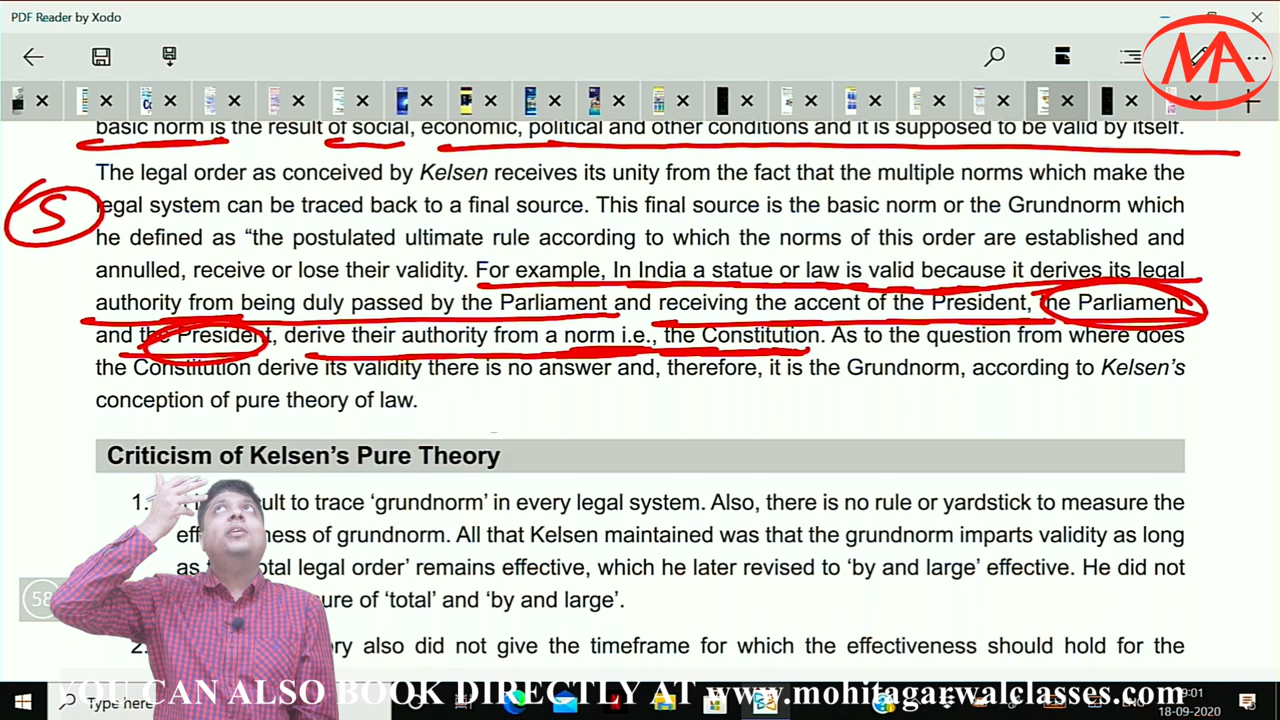 PDF Reader by Xodo
MA
basic norm is the result of social, economic, political and other conditions and it is supposed to be valid by itself.
The legal order as conceived by Kelsen receives its unity from the fact that the multiple norms which make the
S
legal system can be traced back to a final source. This final source is the basic norm or the Grundnorm which
he defined as “the postulated ultimate rule according to which the norms of this order are established and
annulled, receive or lose their validity. For example, In India a statue or law is valid because it derives its legal
authority from being duly passed by the Parliament and receiving the accent of the President, the Parliament
and the President, derive their authority from a norm i.e., the Constitution. As to the question from where does
the Constitution derive its validity there is no answer and, therefore, it is the Grundnorm, according to Kelsen's
conception of pure theory of law.
Criticism of Kelsen's Pure Theory
1. to trace ‘grundnorm’ in every legal system. Also, there is no rule or yardstick to measure the
of grundnorm. All that Kelsen maintained was that the grundnorm imparts validity as long
as legal order’ remains effective, which he later revised to ‘by and large’ effective. He did not
58
of ‘total’ and ‘by and large’.
2. also did not give the timeframe for which the effectiveness should hold for the
YOU CAN ALSO BOOK DIRECTLY AT www.mohitagarwalclasses.com
Type here
18-09-2020